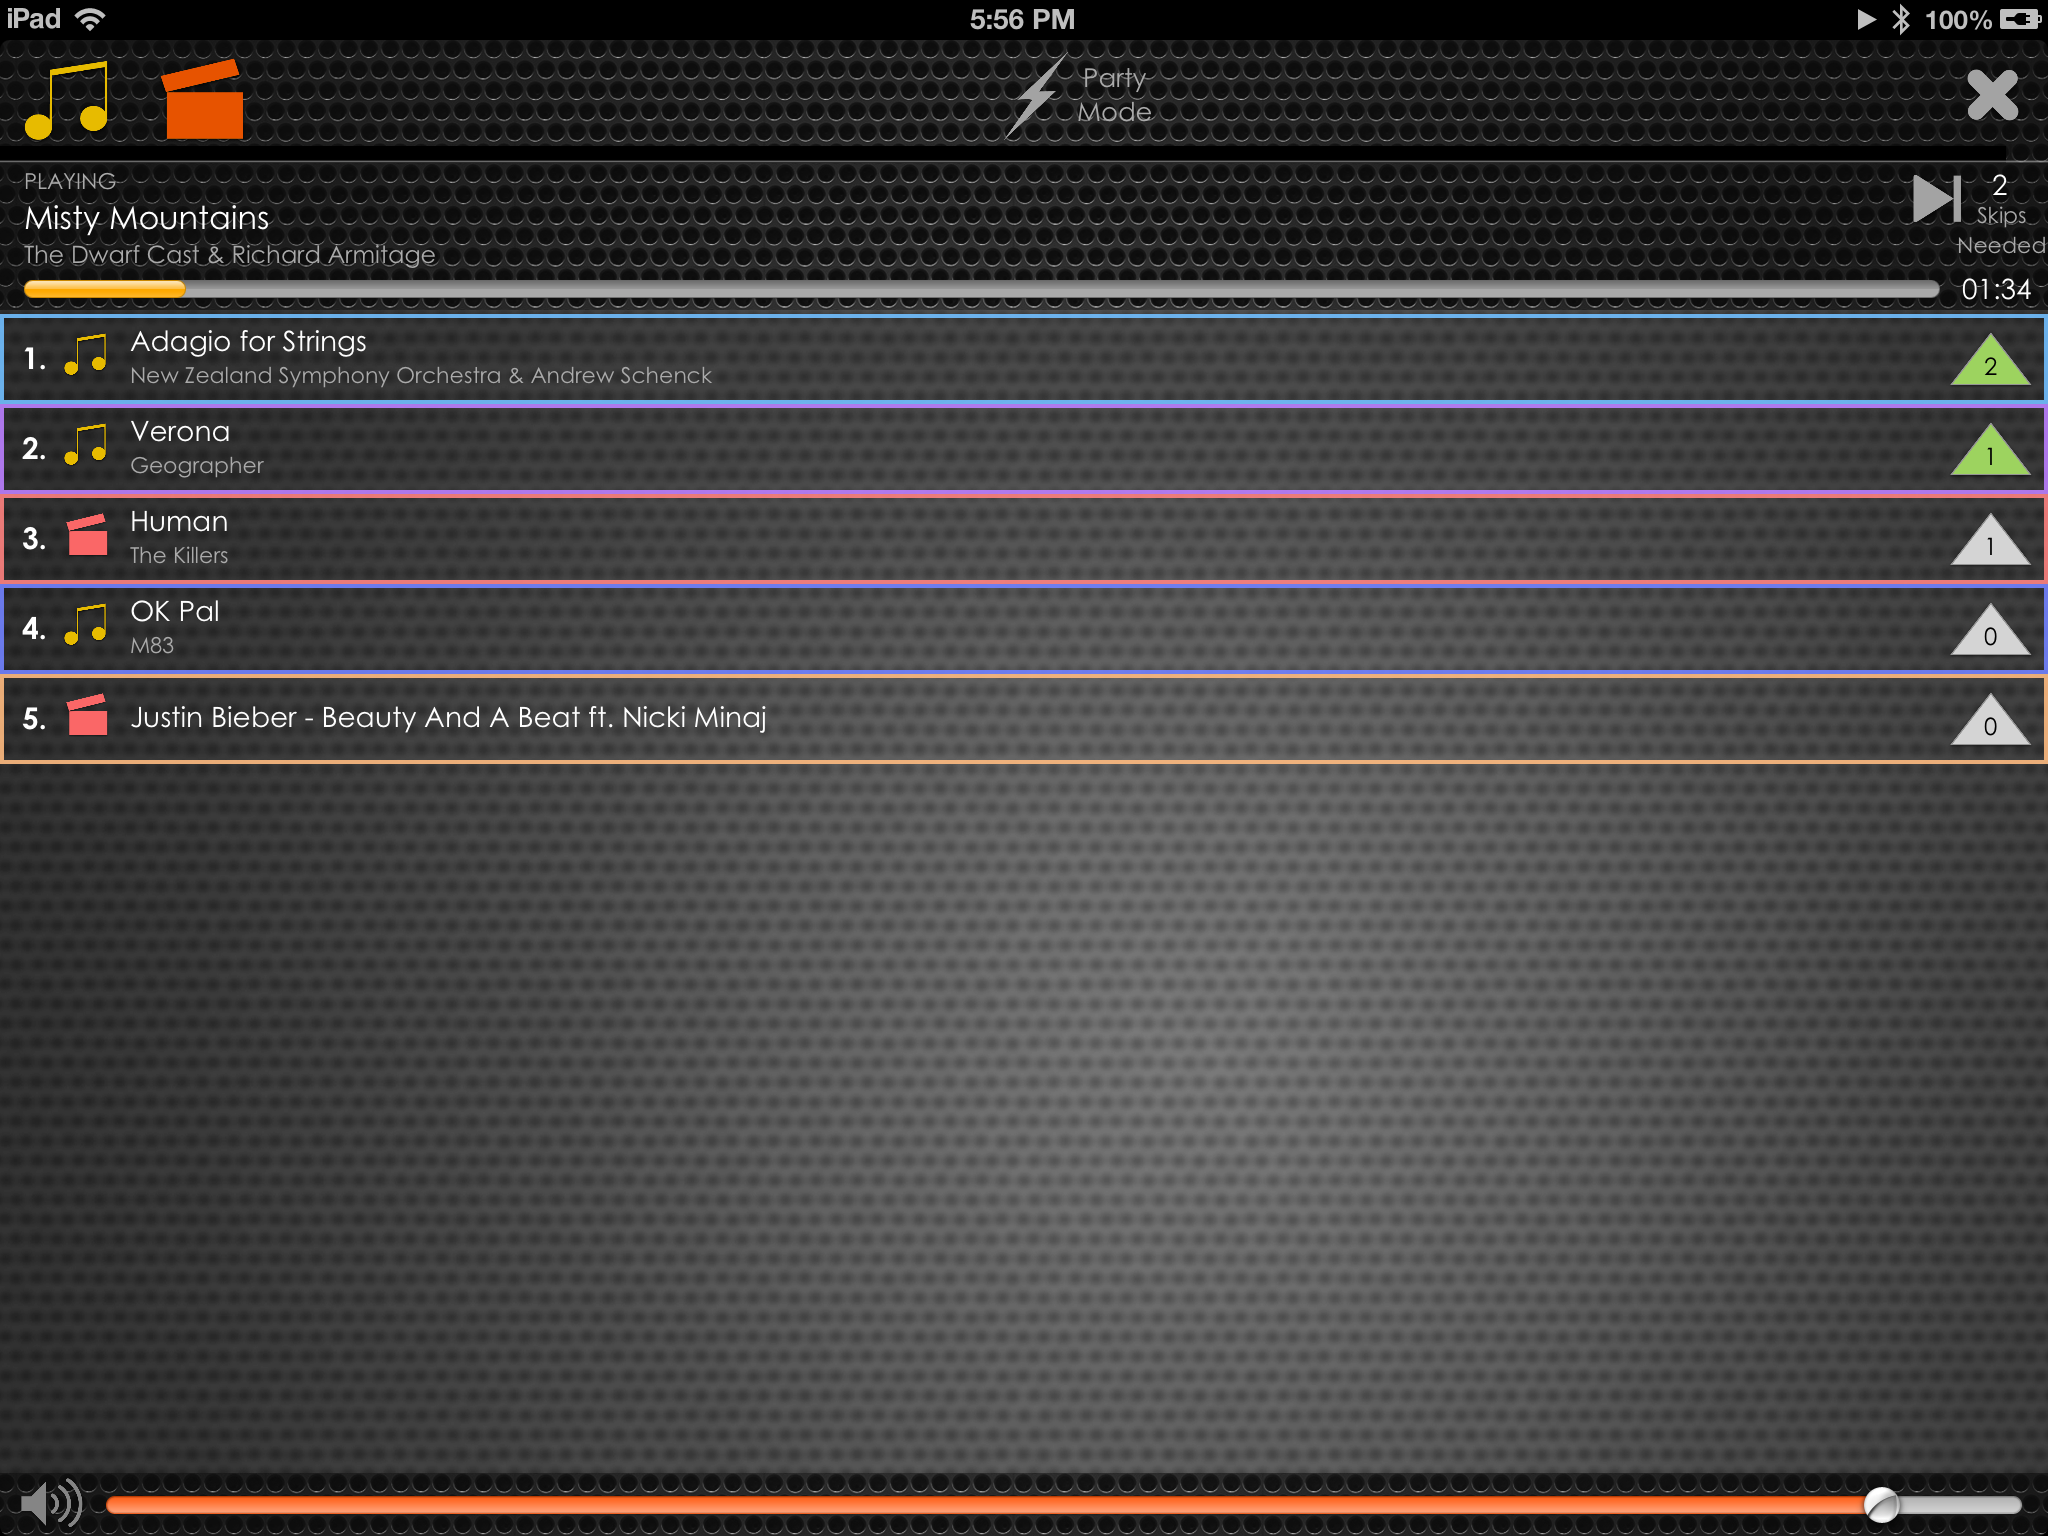 iPad 5:56 PM 100%
Party
Mode
PLAYING
Misty Mountains
The Dwarf Cast & Richard Armitage
2
Skips
Needed
01:34
1. Adagio for Strings
New Zealand Symphony Orchestra & Andrew Schenck
2
2. Verona
Geographer
1
3. Human
The Killers
1
4. OK Pal
M83
0
5. Justin Bieber - Beauty And A Beat ft. Nicki Minaj
0